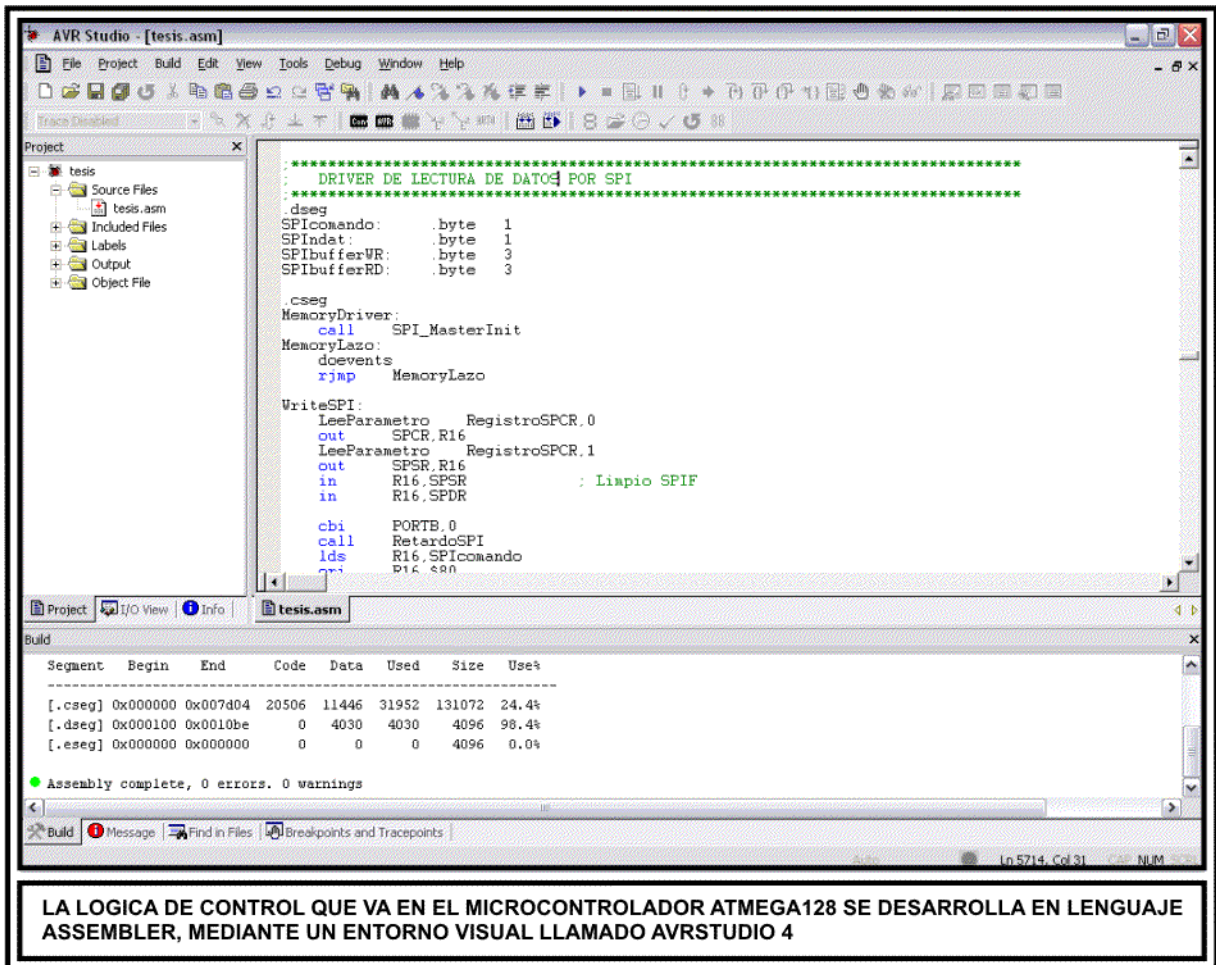 AVR Studio - [tesis.asm]
File Project Build Edit View Tools Debug Window Help
Trace Disabled
Project
tesis
Source Files
tesis.asm
Included Files
Labels
Output
Object File
;*******************************************************************************
; DRIVER DE LECTURA DE DATOS POR SPI
;*******************************************************************************
.dseg
SPIcomando: .byte 1
SPIndat: .byte 1
SPIbufferWR: .byte 3
SPIbufferRD: .byte 3
.cseg
MemoryDriver:
call SPI_MasterInit
MemoryLazo:
doevents
rjmp MemoryLazo
WriteSPI:
LeeParametro RegistroSPCR,0
out SPCR,R16
LeeParametro RegistroSPCR,1
out SPSR,R16
in R16,SPSR ; Limpio SPIF
in R16,SPDR
cbi PORTB,0
call RetardoSPI
lds R16,SPIcomando
ori R16,$80
Project I/O View Info
tesis.asm
Build
Segment Begin End Code Data Used Size Use%
---------------------------------------------------------------
[.cseg] 0x000000 0x007d04 20506 11446 31952 131072 24.4%
[.dseg] 0x000100 0x0010be 0 4030 4030 4096 98.4%
[.eseg] 0x000000 0x000000 0 0 0 4096 0.0%
Assembly complete, 0 errors. 0 warnings
Build Message Find in Files Breakpoints and Tracepoints
Auto Ln 5714, Col 31 CAP NUM SCRL
LA LOGICA DE CONTROL QUE VA EN EL MICROCONTROLADOR ATMEGA128 SE DESARROLLA EN LENGUAJE
ASSEMBLER, MEDIANTE UN ENTORNO VISUAL LLAMADO AVRSTUDIO 4